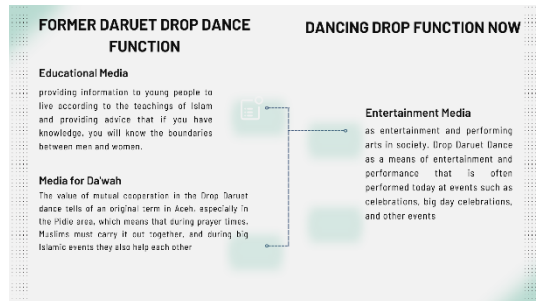 FORMER DARUET DROP DANCE
FUNCTION
Educational Media
providing information to young people to
live according to the teachings of Islam
and providing advice that if you have
knowledge, you will know the boundaries
between men and women.
Media for Da'wah
The value of mutual cooperation in the Drop Daruet
dance tells of an original term in Aceh, especially in
the Pidie area, which means that during prayer times,
Muslims must carry it out together, and during big
Islamic events they also help each other
DANCING DROP FUNCTION NOW
Entertainment Media
as entertainment and performing
arts in society. Drop Daruet Dance
as a means of entertainment and
performance that is often
performed today at events such as
celebrations, big day celebrations,
and other events